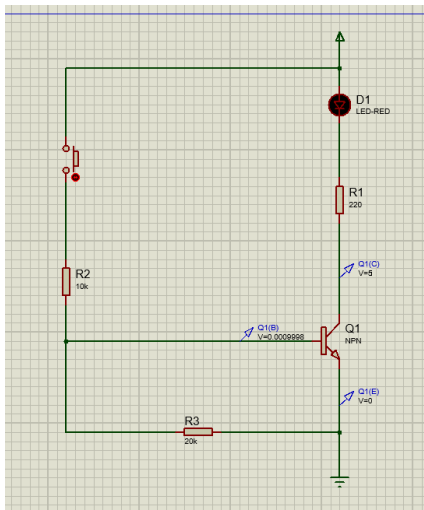 D1
LED-RED
R1
220
Q1(C)
V=5
R2
10k
Q1(B)
V=0.0009998
Q1
NPN
Q1(E)
V=0
R3
20k